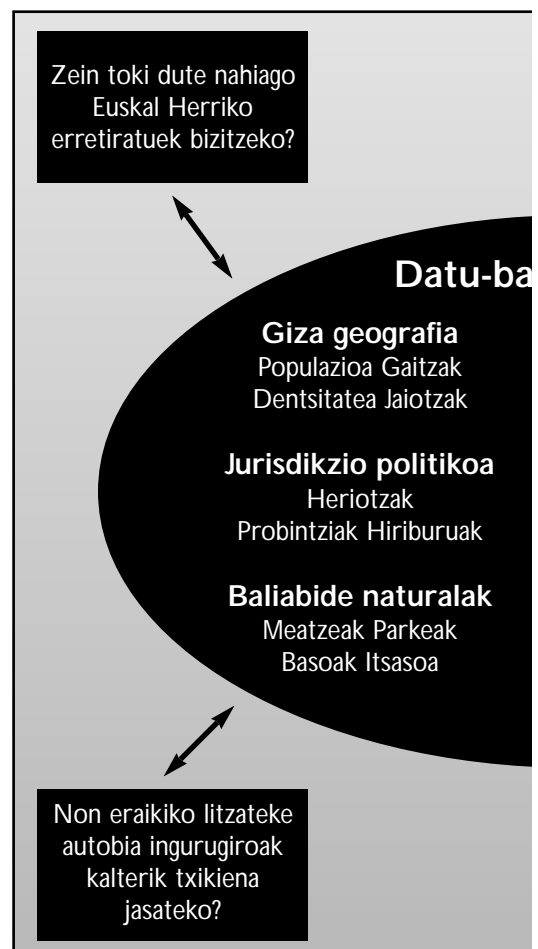 Zein toki dute nahiago
Euskal Herriko
erretiratuek bizitzeko?
Datu-ba
Giza geografia
Populazioa Gaitzak
Dentsitatea Jaiotzak
Jurisdikzio politikoa
Heriotzak
Probintziak Hiriburuak
Baliabide naturalak
Meatzeak Parkeak
Basoak Itsasoa
Non eraikiko litzateke
autobia ingurugiroak
kalterik txikiena
jasateko?